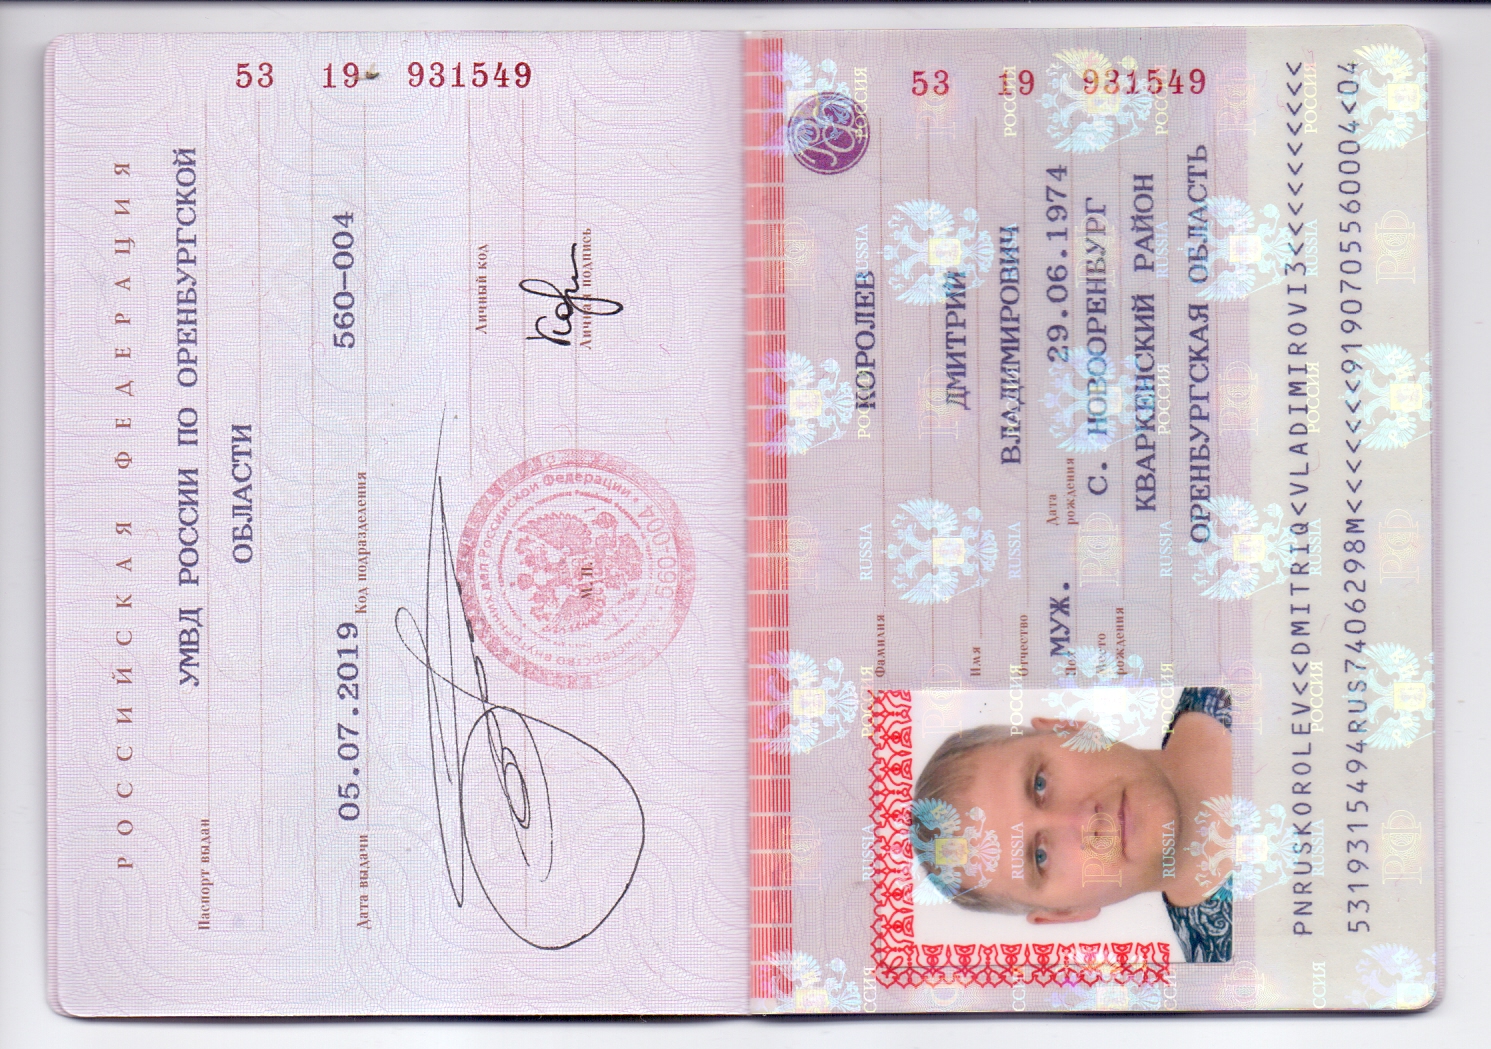 РОССИЙСКАЯ ФЕДЕРАЦИЯ
53 19 931549
Паспорт выдан УМВД РОССИИ ПО ОРЕНБУРГСКОЙ
ОБЛАСТИ
Дата выдачи 05.07.2019 Код подразделения 560-004
Личный код
Личная подпись
М.П.
53 19 931549
Фамилия КОРОЛЕВ
Имя ДМИТРИЙ
Отчество ВЛАДИМИРОВИЧ
Пол МУЖ. Дата рождения 29.06.1974
Место рождения С. НОВООРЕНБУРГ
КВАРКЕНСКИЙ РАЙОН
ОРЕНБУРГСКАЯ ОБЛАСТЬ
PNRUSKOROLEV<<DMITRIQ<VLADIMIROVI3<<<<<<<<<<
5319315494RUS7406298M<<<<<<<9190705560004<04